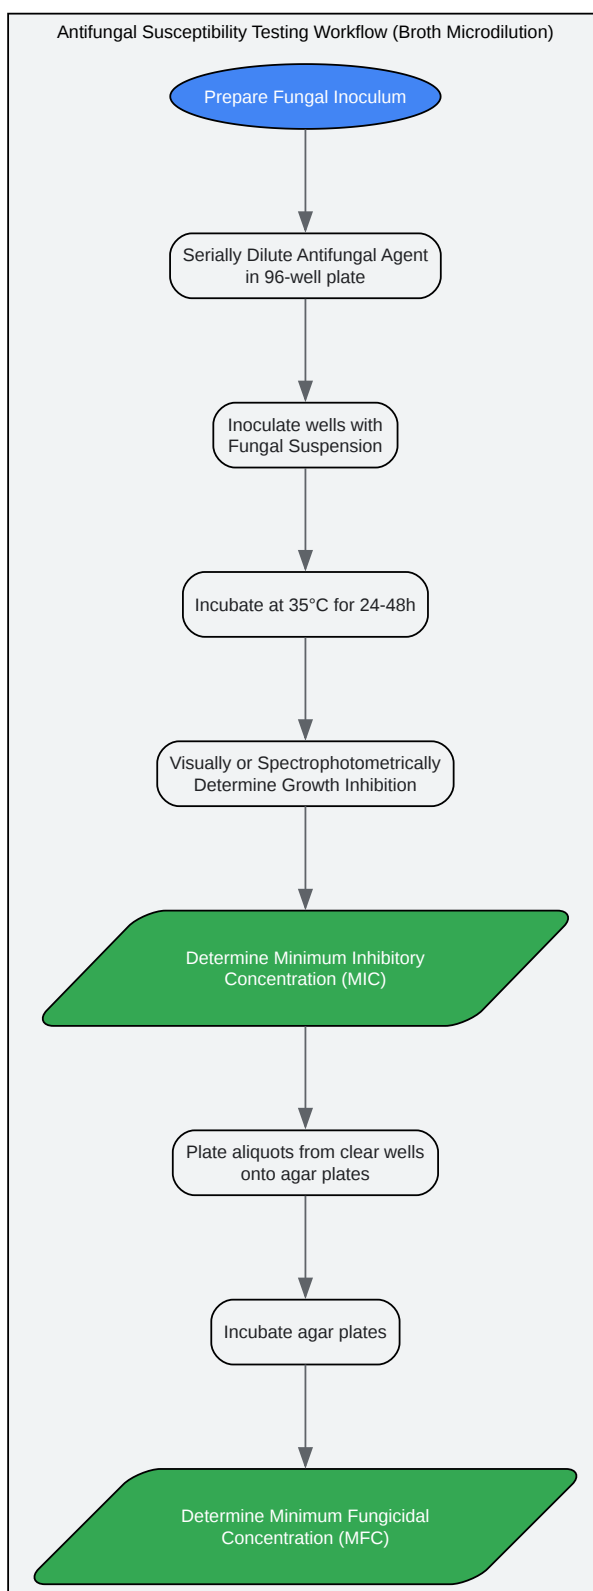 Antifungal Susceptibility Testing Workflow (Broth Microdilution)
Prepare Fungal Inoculum
Serially Dilute Antifungal Agent
in 96-well plate
Inoculate wells with
Fungal Suspension
Incubate at 35°C for 24-48h
Visually or Spectrophotometrically
Determine Growth Inhibition
Determine Minimum Inhibitory
Concentration (MIC)
Plate aliquots from clear wells
onto agar plates
Incubate agar plates
Determine Minimum Fungicidal
Concentration (MFC)